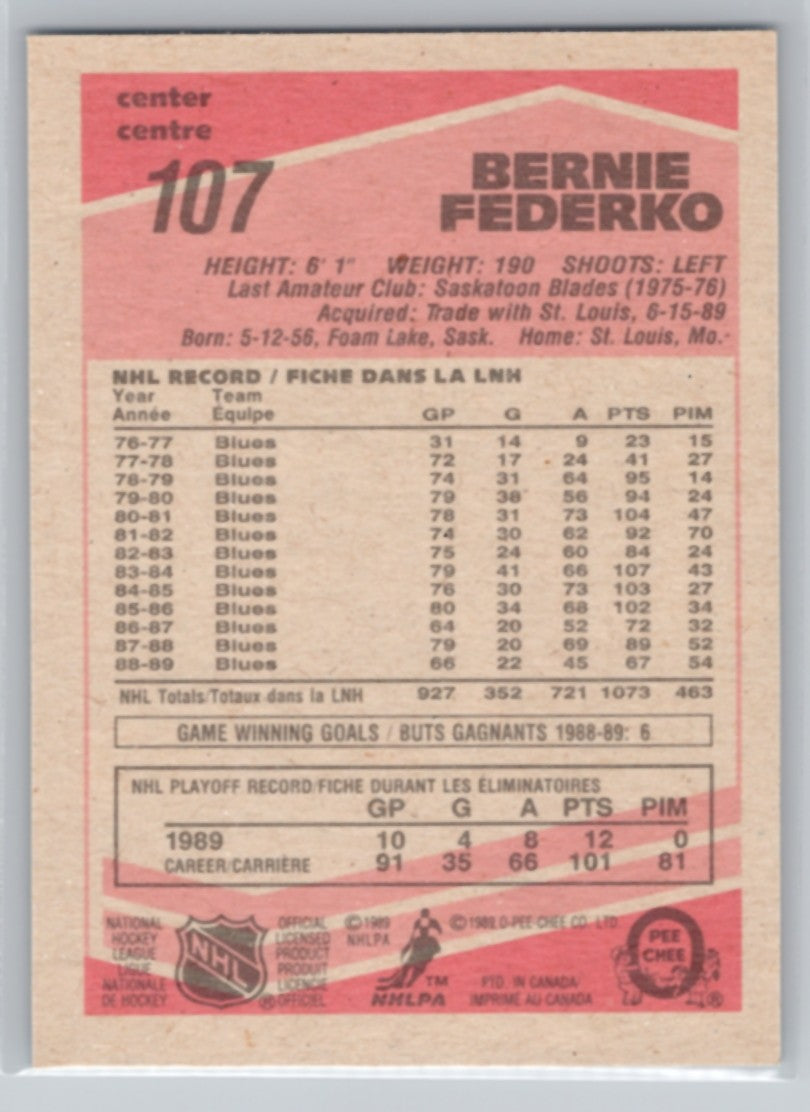 center
centre
107
BERNIE
FEDERKO
HEIGHT: 6' 1" WEIGHT: 190 SHOOTS: LEFT
Last Amateur Club: Saskatoon Blades (1975-76)
Acquired: Trade with St. Louis, 6-15-89
Born: 5-12-56, Foam Lake, Sask. Home: St. Louis, Mo.
NHL RECORD / FICHE DANS LA LNH
Year Team
Année Équipe GP G A PTS PIM
76-77 Blues 31 14 9 23 15
77-78 Blues 72 17 24 41 27
78-79 Blues 74 31 64 95 14
79-80 Blues 79 38 56 94 24
80-81 Blues 78 31 73 104 47
81-82 Blues 74 30 62 92 70
82-83 Blues 75 24 60 84 24
83-84 Blues 79 41 66 107 43
84-85 Blues 76 30 73 103 27
85-86 Blues 80 34 68 102 34
86-87 Blues 64 20 52 72 32
87-88 Blues 79 20 69 89 52
88-89 Blues 66 22 45 67 54
NHL Totals/Totaux dans la LNH 927 352 721 1073 463
GAME WINNING GOALS / BUTS GAGNANTS 1988-89: 6
NHL PLAYOFF RECORD/FICHE DURANT LES ÉLIMINATOIRES
GP G A PTS PIM
1989 10 4 8 12 0
CAREER/CARRIÈRE 91 35 66 101 81
NATIONAL
HOCKEY
LEAGUE
LIGUE
NATIONALE
DE HOCKEY
NHL
®
OFFICIAL
LICENSED
PRODUCT
PRODUIT
LICENCIÉ
OFFICIEL
©1989
NHLPA
TM
NHLPA
©1989 O-PEE-CHEE CO. LTD.
PTD. IN CANADA/
IMPRIMÉ AU CANADA
O
PEE
CHEE
®